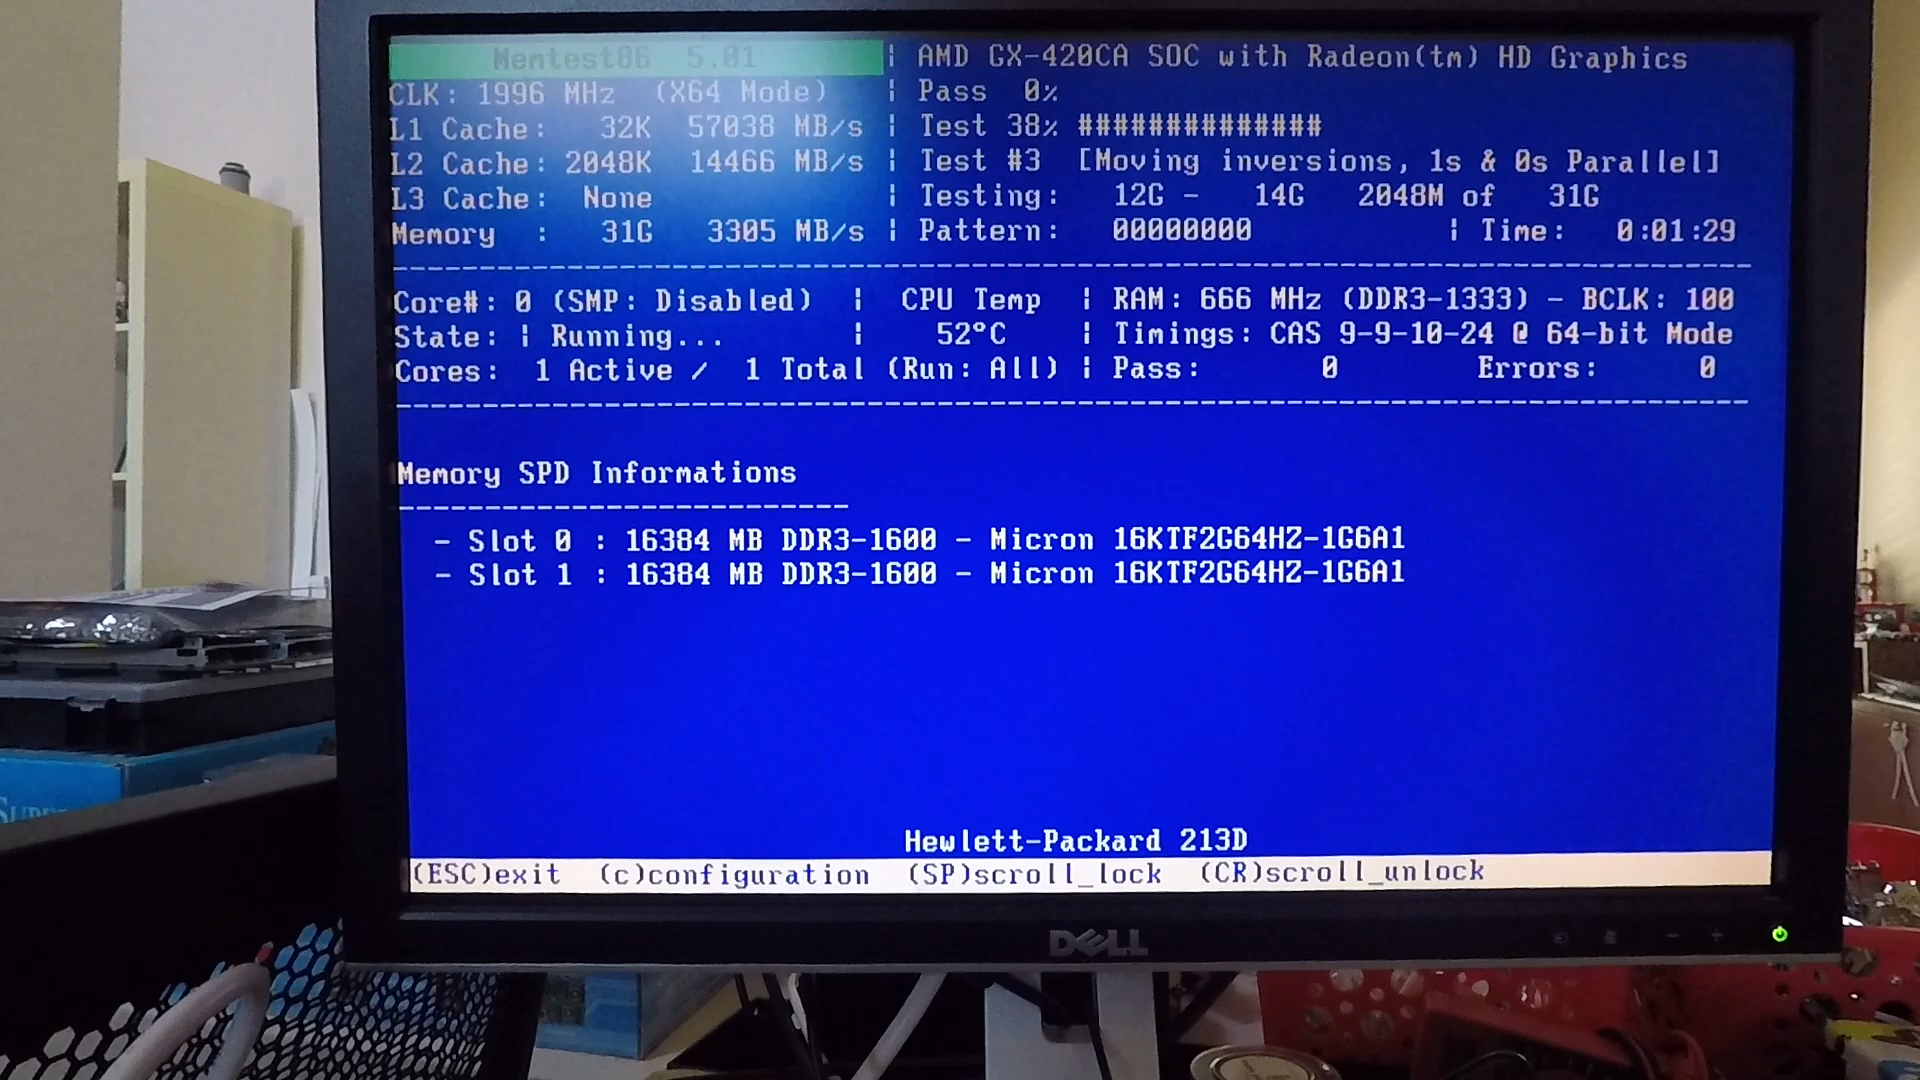 Memtest86 5.01 | AMD GX-420CA SOC with Radeon(tm) HD Graphics
CLK: 1996 MHz (X64 Mode) | Pass 0%
L1 Cache: 32K 57038 MB/s | Test 38% ##############
L2 Cache: 2048K 14466 MB/s | Test #3 [Moving inversions, 1s & 0s Parallel]
L3 Cache: None | Testing: 12G - 14G 2048M of 31G
Memory : 31G 3305 MB/s | Pattern: 00000000 | Time: 0:01:29
Core#: 0 (SMP: Disabled) | CPU Temp | RAM: 666 MHz (DDR3-1333) - BCLK: 100
State: | Running... | 52°C | Timings: CAS 9-9-10-24 @ 64-bit Mode
Cores: 1 Active / 1 Total (Run: All) | Pass: 0 Errors: 0
Memory SPD Informations
- Slot 0 : 16384 MB DDR3-1600 - Micron 16KTF2G64HZ-1G6A1
- Slot 1 : 16384 MB DDR3-1600 - Micron 16KTF2G64HZ-1G6A1
Hewlett-Packard 213D
(ESC)exit (c)configuration (SP)scroll_lock (CR)scroll_unlock
DELL